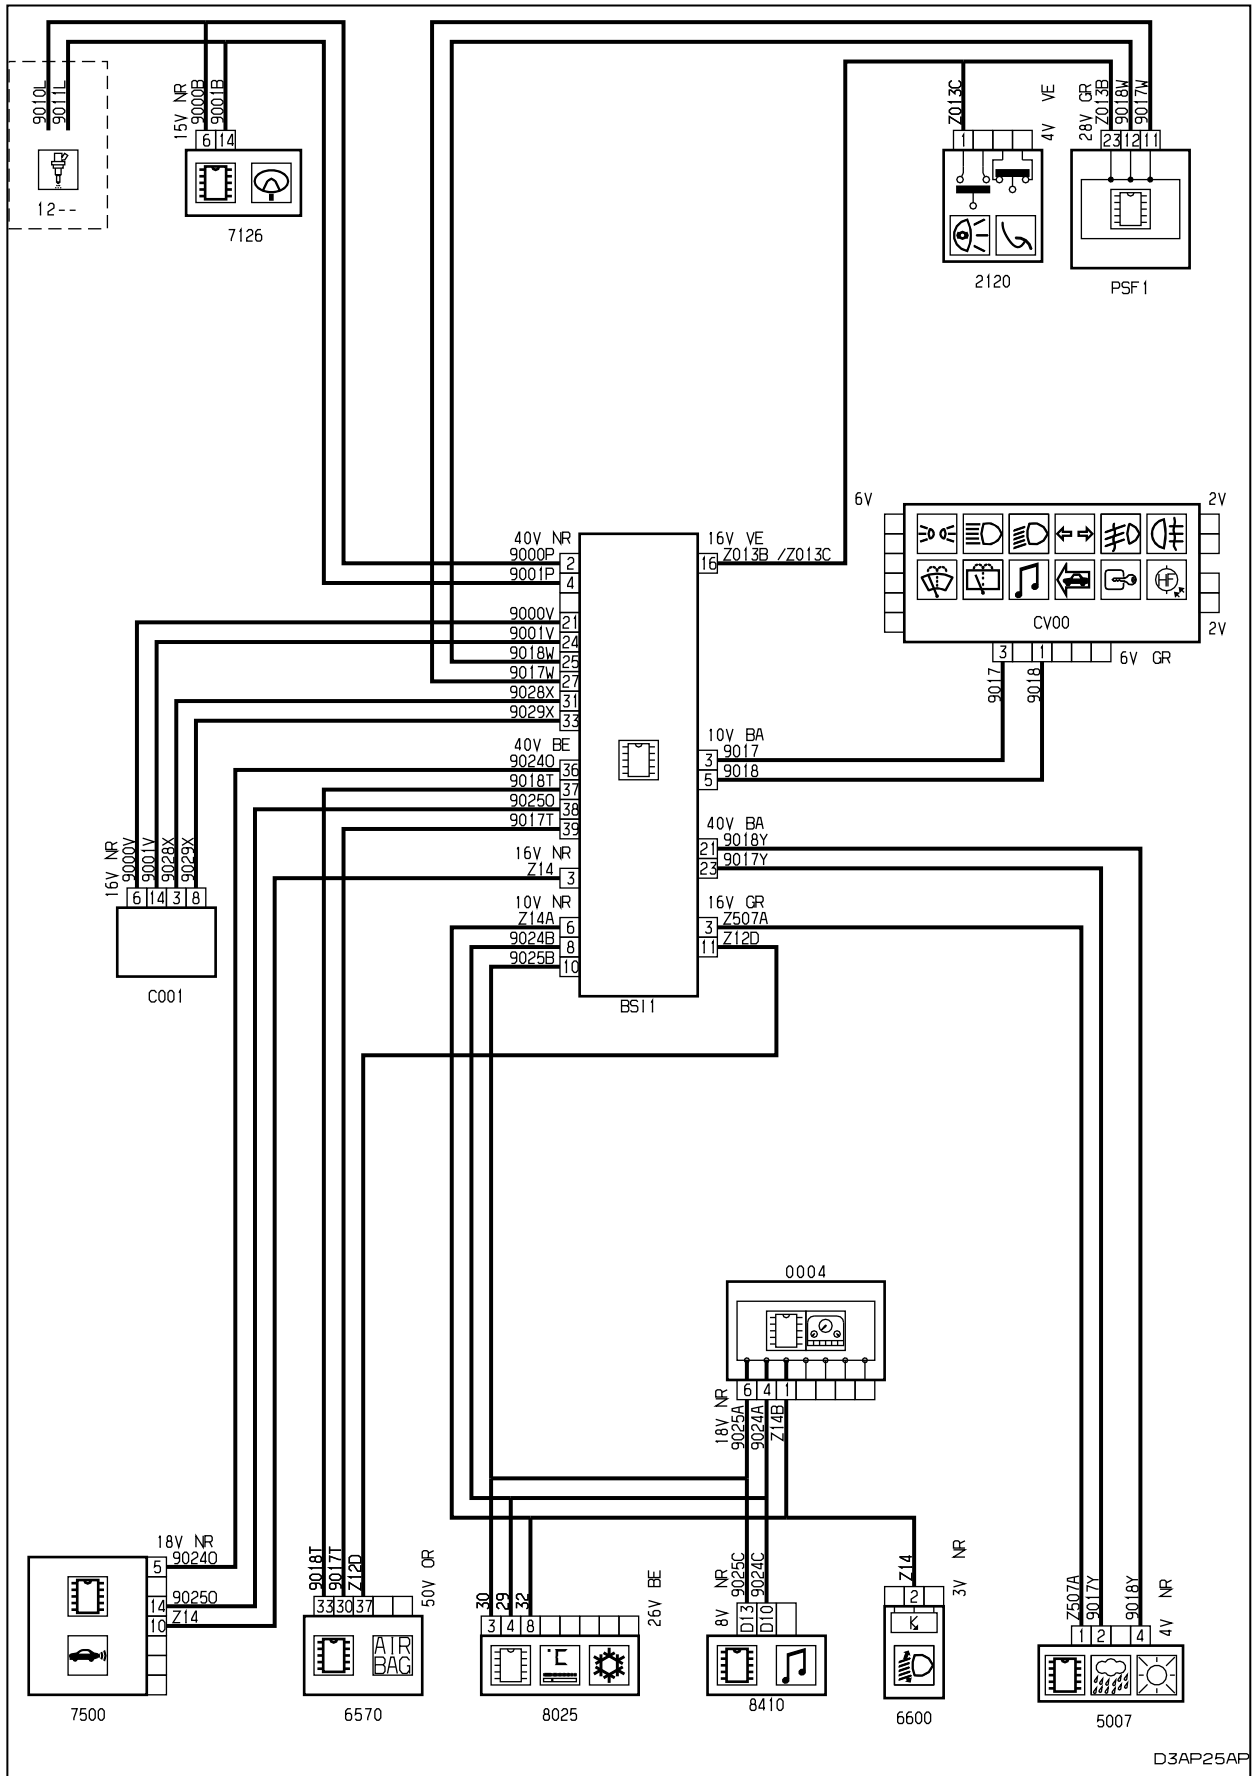 9010L
9011L
12--
15V NR
9000B
9001B
6
14
7126
Z013C
4V VE
1
2120
28V GR
Z013B
9018W
9017W
23
12
11
PSF1
6V
2V
HF
CV00
2V
3
1
6V GR
9017
9018
40V NR
9000P
2
9001P
4
9000V
21
9001V
24
9018W
25
9017W
27
9028X
31
9029X
33
40V BE
9024O
36
9018T
37
9025O
38
9017T
39
16V NR
Z14
3
10V NR
Z14A
6
9024B
8
9025B
10
16V VE
16
Z013B /Z013C
10V BA
3
9017
5
9018
40V BA
21
9018Y
23
9017Y
16V GR
3
Z507A
11
Z12D
BSI1
16V NR
9000V
9001V
9028X
9029X
6
14
3
8
C001
0004
6
4
1
18V NR
9025A
9024A
Z14B
18V NR
5
9024O
14
9025O
10
Z14
7500
9018T
9017T
Z12D
50V OR
33
30
37
AIR
BAG
6570
30
29
32
26V BE
3
4
8
°C
8025
8V NR
9025C
9024C
D13
D10
8410
Z14
3V NR
2
K
6600
Z507A
9017Y
9018Y
4V NR
1
2
4
5007
D3AP25AP